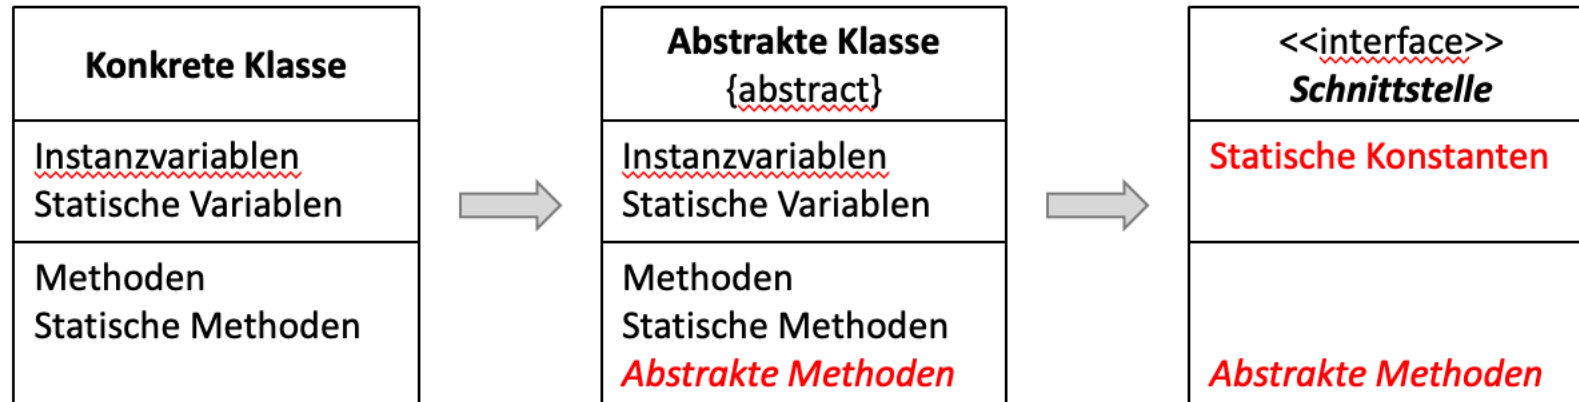 Konkrete Klasse
Instanzvariablen
Statische Variablen
Methoden
Statische Methoden
Abstrakte Klasse
{abstract}
Instanzvariablen
Statische Variablen
Methoden
Statische Methoden
Abstrakte Methoden
<<interface>>
Schnittstelle
Statische Konstanten
Abstrakte Methoden